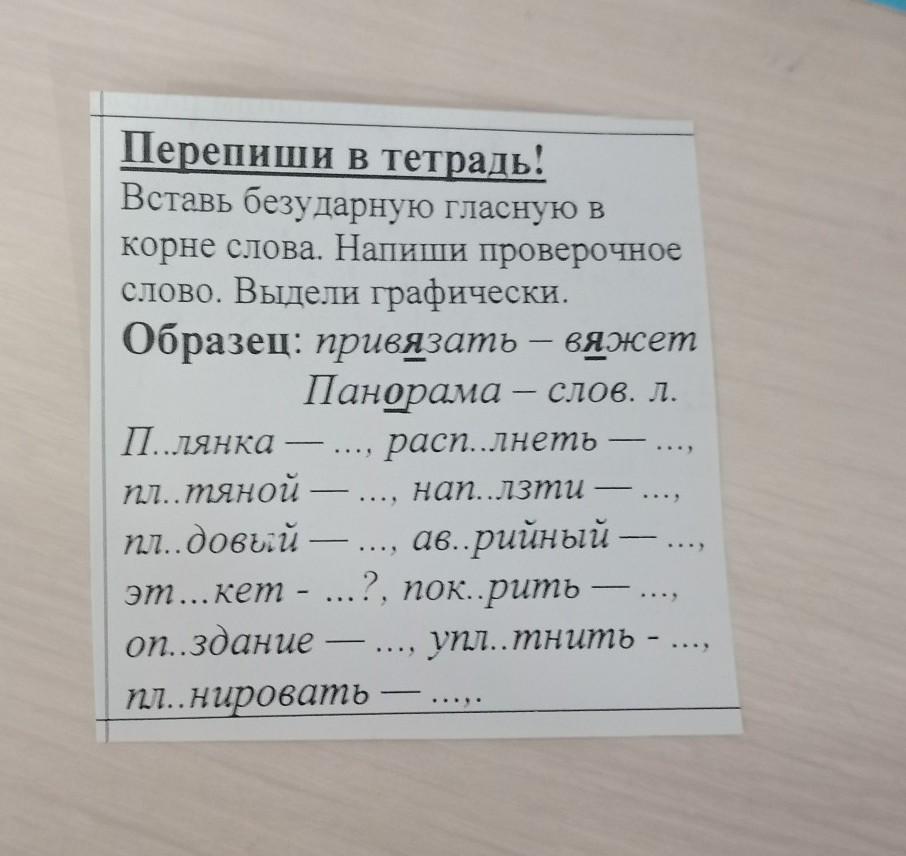 Перепиши в тетрадь!
Вставь безударную гласную в
корне слова. Напиши проверочное
слово. Выдели графически.
Образец: привязать – вяжет
Панорама – слов. л.
П..лянка — ..., расп..лнеть — ...,
пл..тяной — ..., нап..лзти — ...,
пл..довый — ..., ав..рийный — ...,
эт...кет - ...?, пок..рить — ...,
оп..здание — ..., упл..тнить - ...,
пл..нировать — ...,.